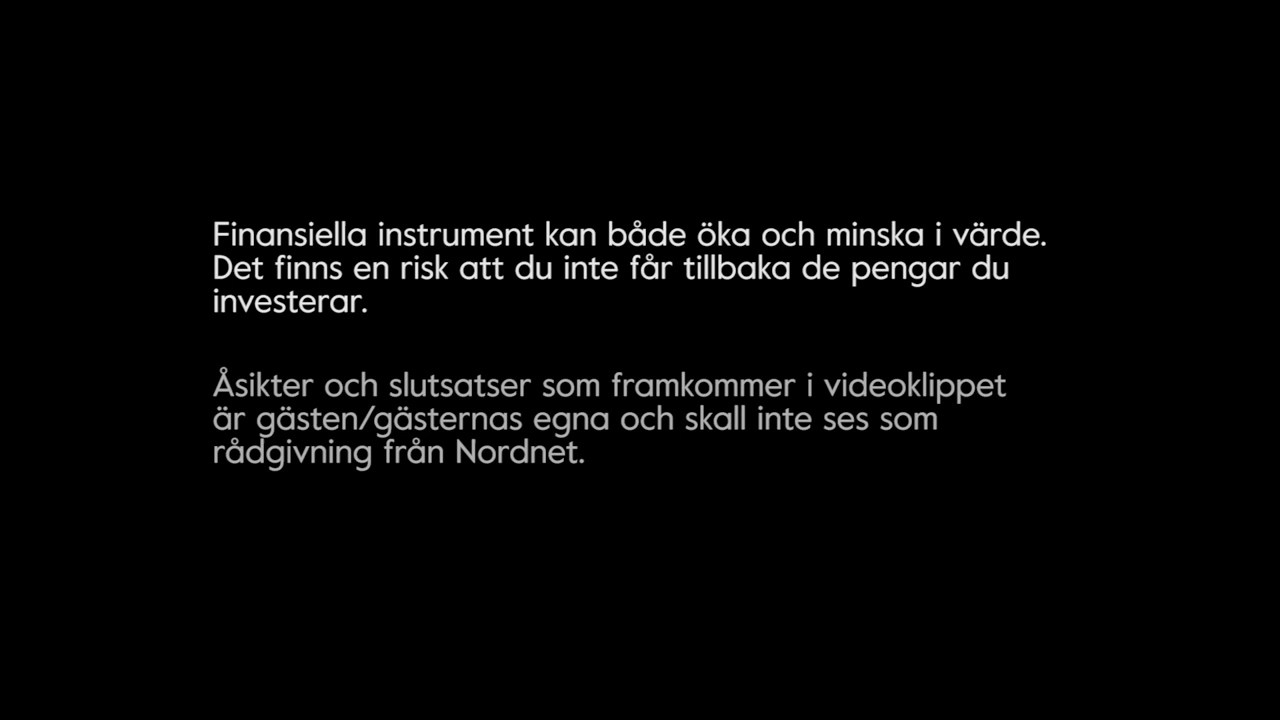 Finansiella instrument kan både öka och minska i värde.
Det finns en risk att du inte får tillbaka de pengar du
investerar.
Åsikter och slutsatser som framkommer i videoklippet
är gästen/gästernas egna och skall inte ses som
rådgivning från Nordnet.